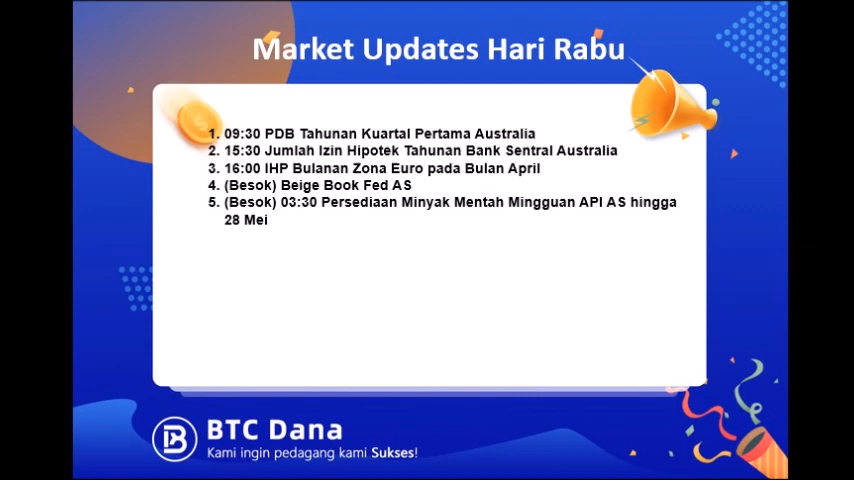 Market Updates Hari Rabu
1. 09:30 PDB Tahunan Kuartal Pertama Australia
2. 15:30 Jumlah Izin Hipotek Tahunan Bank Sentral Australia
3. 16:00 IHP Bulanan Zona Euro pada Bulan April
4. (Besok) Beige Book Fed AS
5. (Besok) 03:30 Persediaan Minyak Mentah Mingguan API AS hingga
28 Mei
BTC Dana
Kami ingin pedagang kami Sukses!